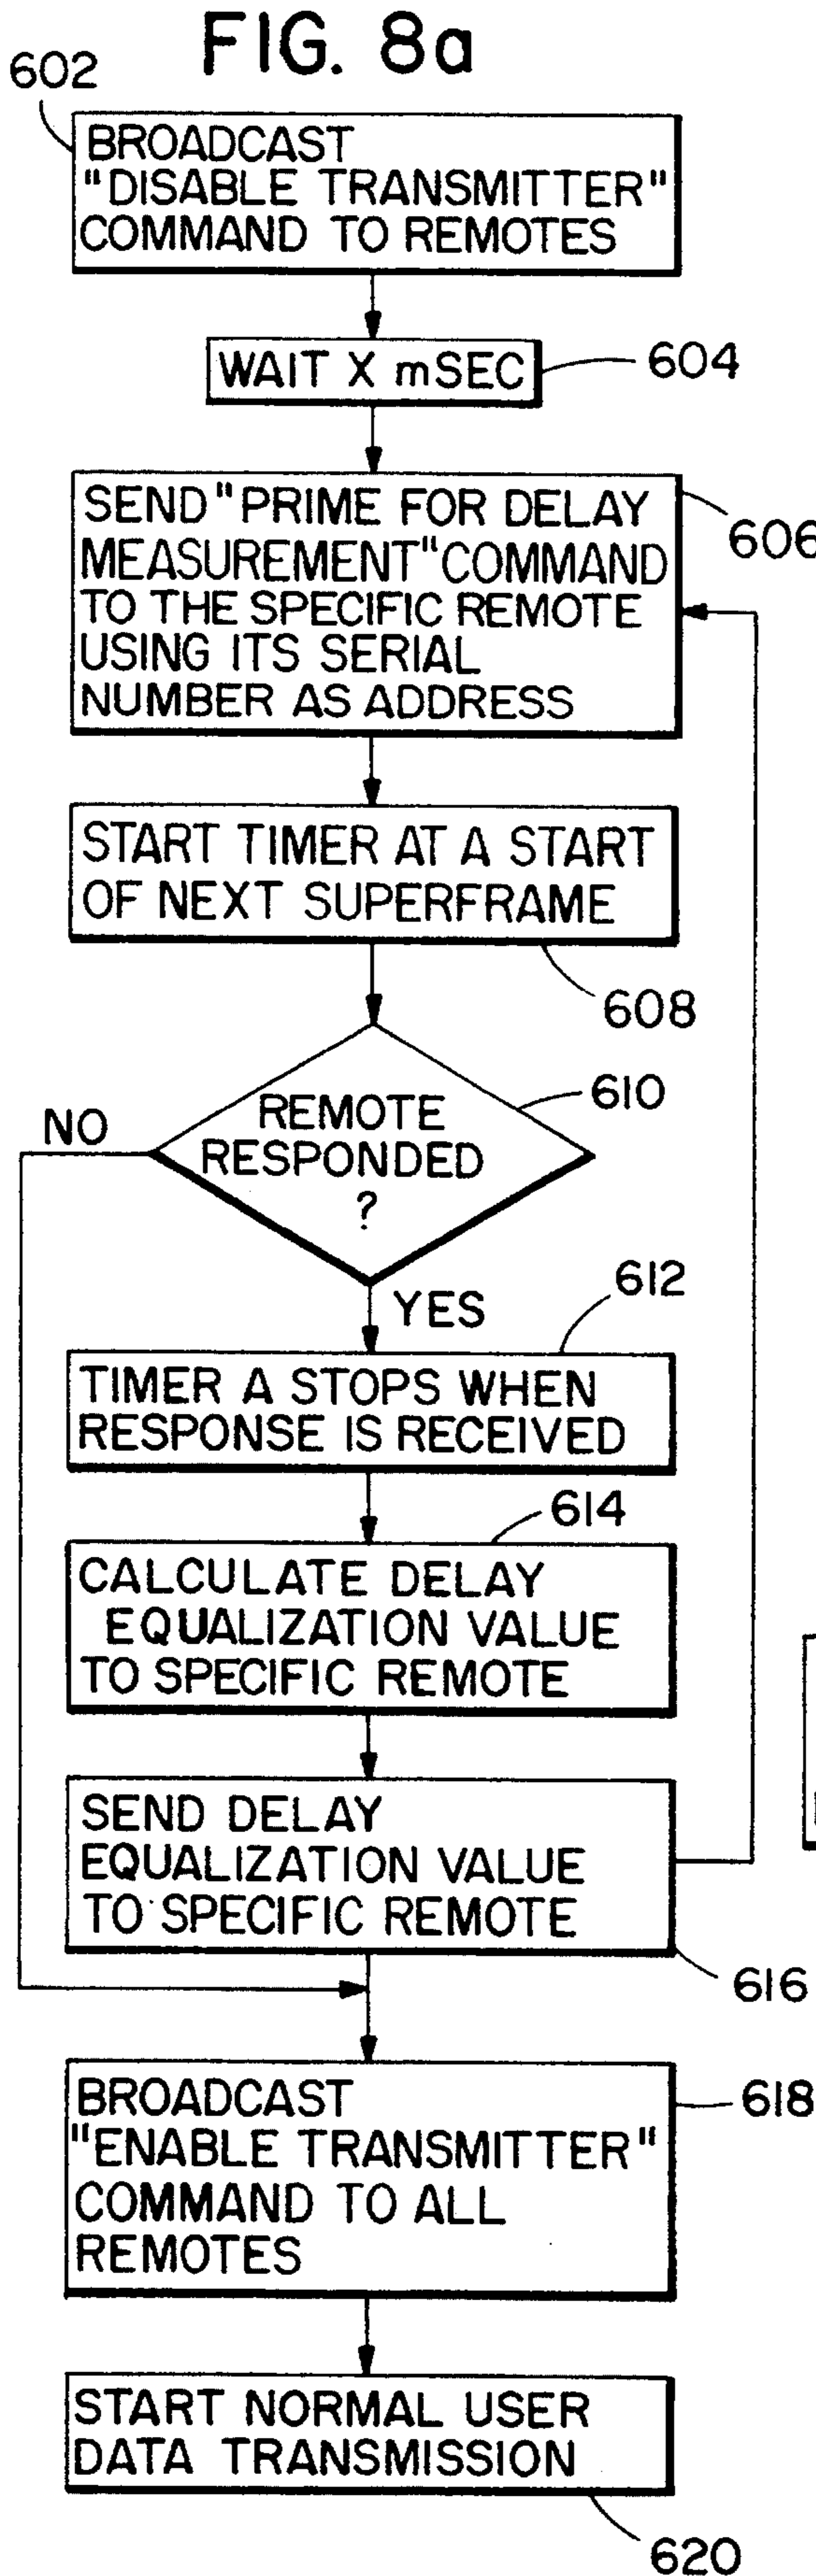 FIG. 8a
602
BROADCAST
"DISABLE TRANSMITTER"
COMMAND TO REMOTES
WAIT X mSEC
604
SEND "PRIME FOR DELAY
MEASUREMENT" COMMAND
TO THE SPECIFIC REMOTE
USING ITS SERIAL
NUMBER AS ADDRESS
606
START TIMER AT A START
OF NEXT SUPERFRAME
608
REMOTE
RESPONDED
?
610
NO
YES
612
TIMER A STOPS WHEN
RESPONSE IS RECEIVED
614
CALCULATE DELAY
EQUALIZATION VALUE
TO SPECIFIC REMOTE
SEND DELAY
EQUALIZATION VALUE
TO SPECIFIC REMOTE
616
BROADCAST
"ENABLE TRANSMITTER"
COMMAND TO ALL
REMOTES
618
START NORMAL USER
DATA TRANSMISSION
620